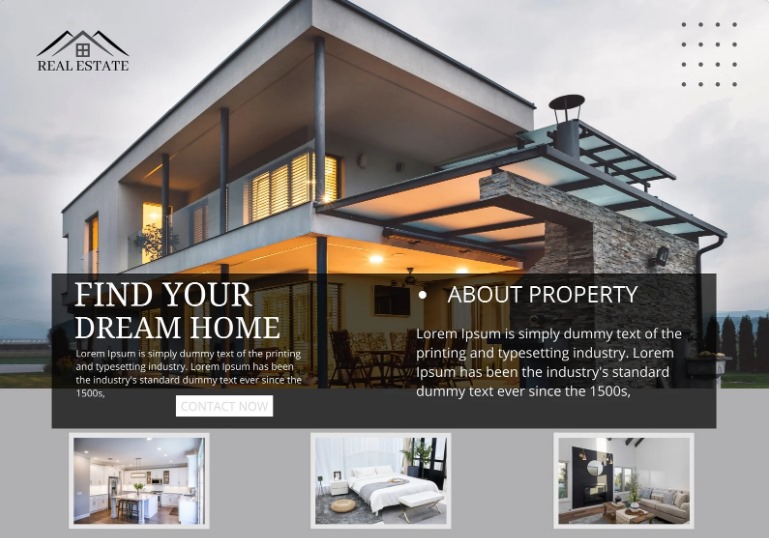 REAL ESTATE
FIND YOUR
DREAM HOME
Lorem Ipsum is simply dummy text of the printing
and typesetting industry. Lorem Ipsum has been
the industry's standard dummy text ever since the
1500s,
CONTACT NOW
• ABOUT PROPERTY
Lorem Ipsum is simply dummy text of the
printing and typesetting industry. Lorem
Ipsum has been the industry's standard
dummy text ever since the 1500s,